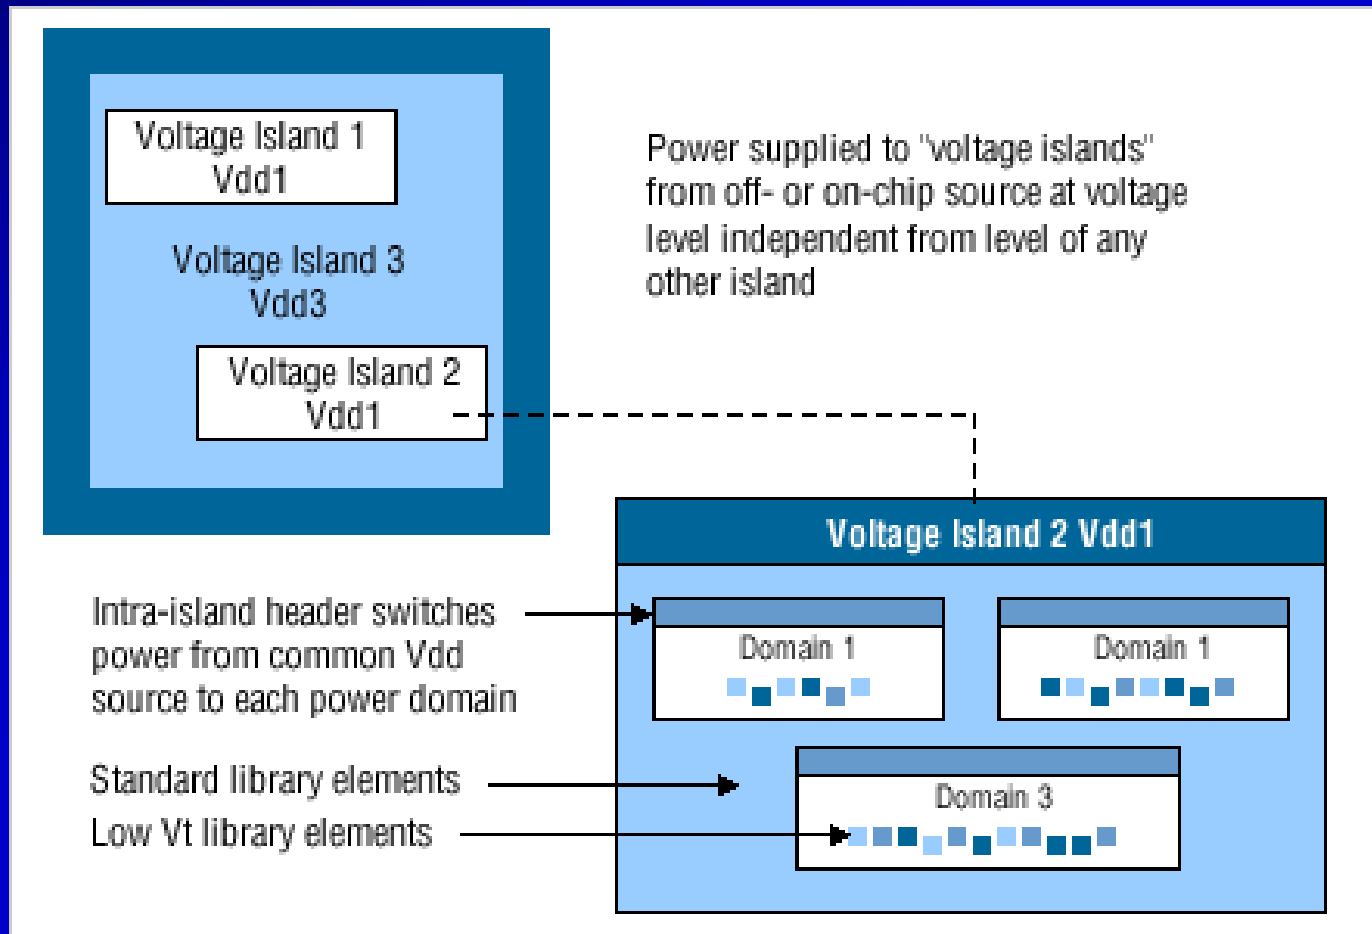 Voltage Island 1
Vdd1
Voltage Island 3
Vdd3
Voltage Island 2
Vdd1
Power supplied to "voltage islands"
from off- or on-chip source at voltage
level independent from level of any
other island
Voltage Island 2 Vdd1
Intra-island header switches
power from common Vdd
source to each power domain
Domain 1
Domain 1
Standard library elements
Low Vt library elements
Domain 3